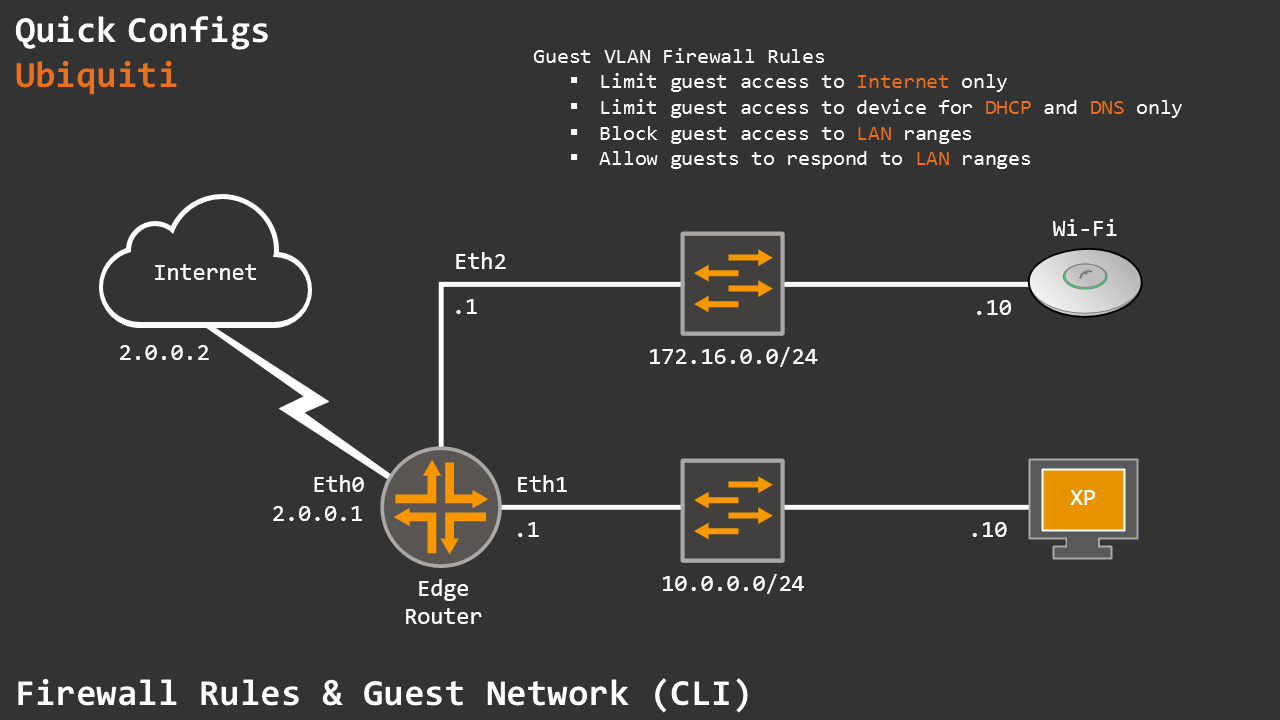 Quick Configs
Ubiquiti
Guest VLAN Firewall Rules
▪ Limit guest access to Internet only
▪ Limit guest access to device for DHCP and DNS only
▪ Block guest access to LAN ranges
▪ Allow guests to respond to LAN ranges
Wi-Fi
Internet
Eth2
.1
.10
2.0.0.2
172.16.0.0/24
Eth0
2.0.0.1
Eth1
.1
XP
.10
Edge
Router
10.0.0.0/24
Firewall Rules & Guest Network (CLI)